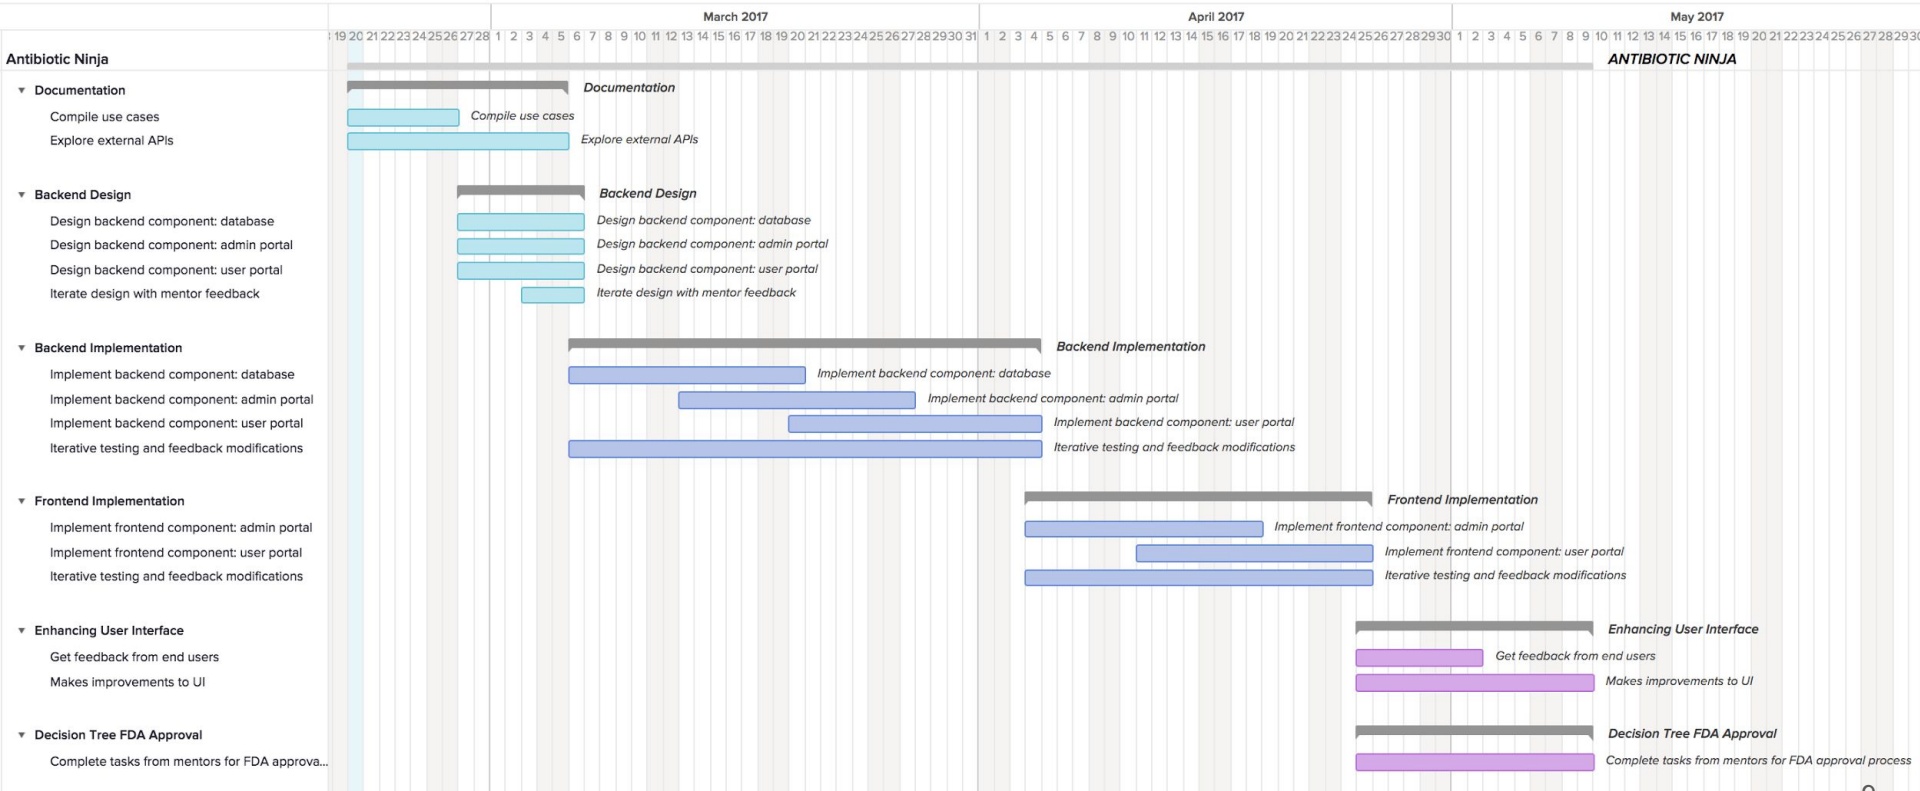 March 2017 April 2017 May 2017
19 20 21 22 23 24 25 26 27 28 1 2 3 4 5 6 7 8 9 10 11 12 13 14 15 16 17 18 19 20 21 22 23 24 25 26 27 28 29 30 31 1 2 3 4 5 6 7 8 9 10 11 12 13 14 15 16 17 18 19 20 21 22 23 24 25 26 27 28 29 30 1 2 3 4 5 6 7 8 9 10 11 12 13 14 15 16 17 18 19 20 21 22 23 24 25 26 27 28 29 30
Antibiotic Ninja ANTIBIOTIC NINJA
Documentation Documentation
Compile use cases Compile use cases
Explore external APIs Explore external APIs
Backend Design Backend Design
Design backend component: database Design backend component: database
Design backend component: admin portal Design backend component: admin portal
Design backend component: user portal Design backend component: user portal
Iterate design with mentor feedback Iterate design with mentor feedback
Backend Implementation Backend Implementation
Implement backend component: database Implement backend component: database
Implement backend component: admin portal Implement backend component: admin portal
Implement backend component: user portal Implement backend component: user portal
Iterative testing and feedback modifications Iterative testing and feedback modifications
Frontend Implementation Frontend Implementation
Implement frontend component: admin portal Implement frontend component: admin portal
Implement frontend component: user portal Implement frontend component: user portal
Iterative testing and feedback modifications Iterative testing and feedback modifications
Enhancing User Interface Enhancing User Interface
Get feedback from end users Get feedback from end users
Makes improvements to UI Makes improvements to UI
Decision Tree FDA Approval Decision Tree FDA Approval
Complete tasks from mentors for FDA approva... Complete tasks from mentors for FDA approval process